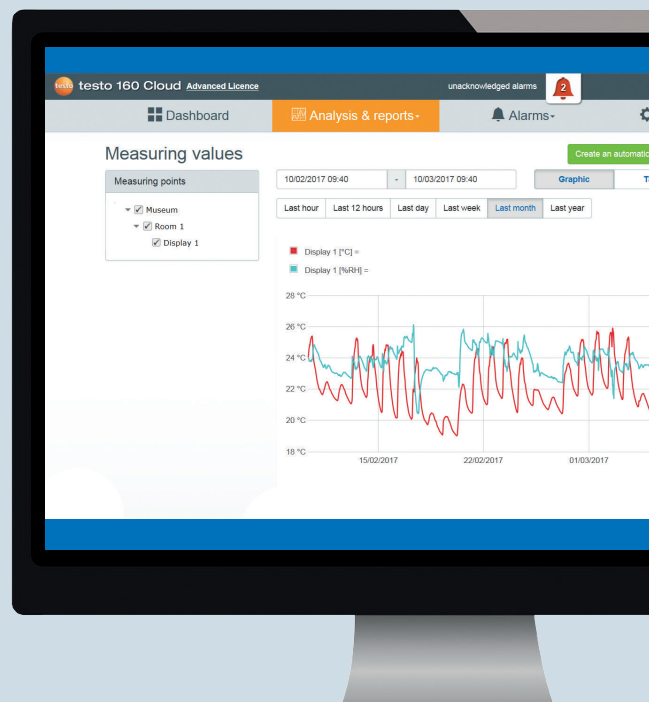 testo
testo 160 Cloud Advanced Licence
unacknowledged alarms
2
Dashboard
Analysis & reports
Alarms
Measuring values
Create an automatic
Measuring points
Museum
Room 1
Display 1
10/02/2017 09:40 - 10/03/2017 09:40
Graphic
Last hour Last 12 hours Last day Last week Last month Last year
Display 1 [°C] =
Display 1 [%RH] =
28 °C
26 °C
24 °C
22 °C
20 °C
18 °C
15/02/2017 22/02/2017 01/03/2017